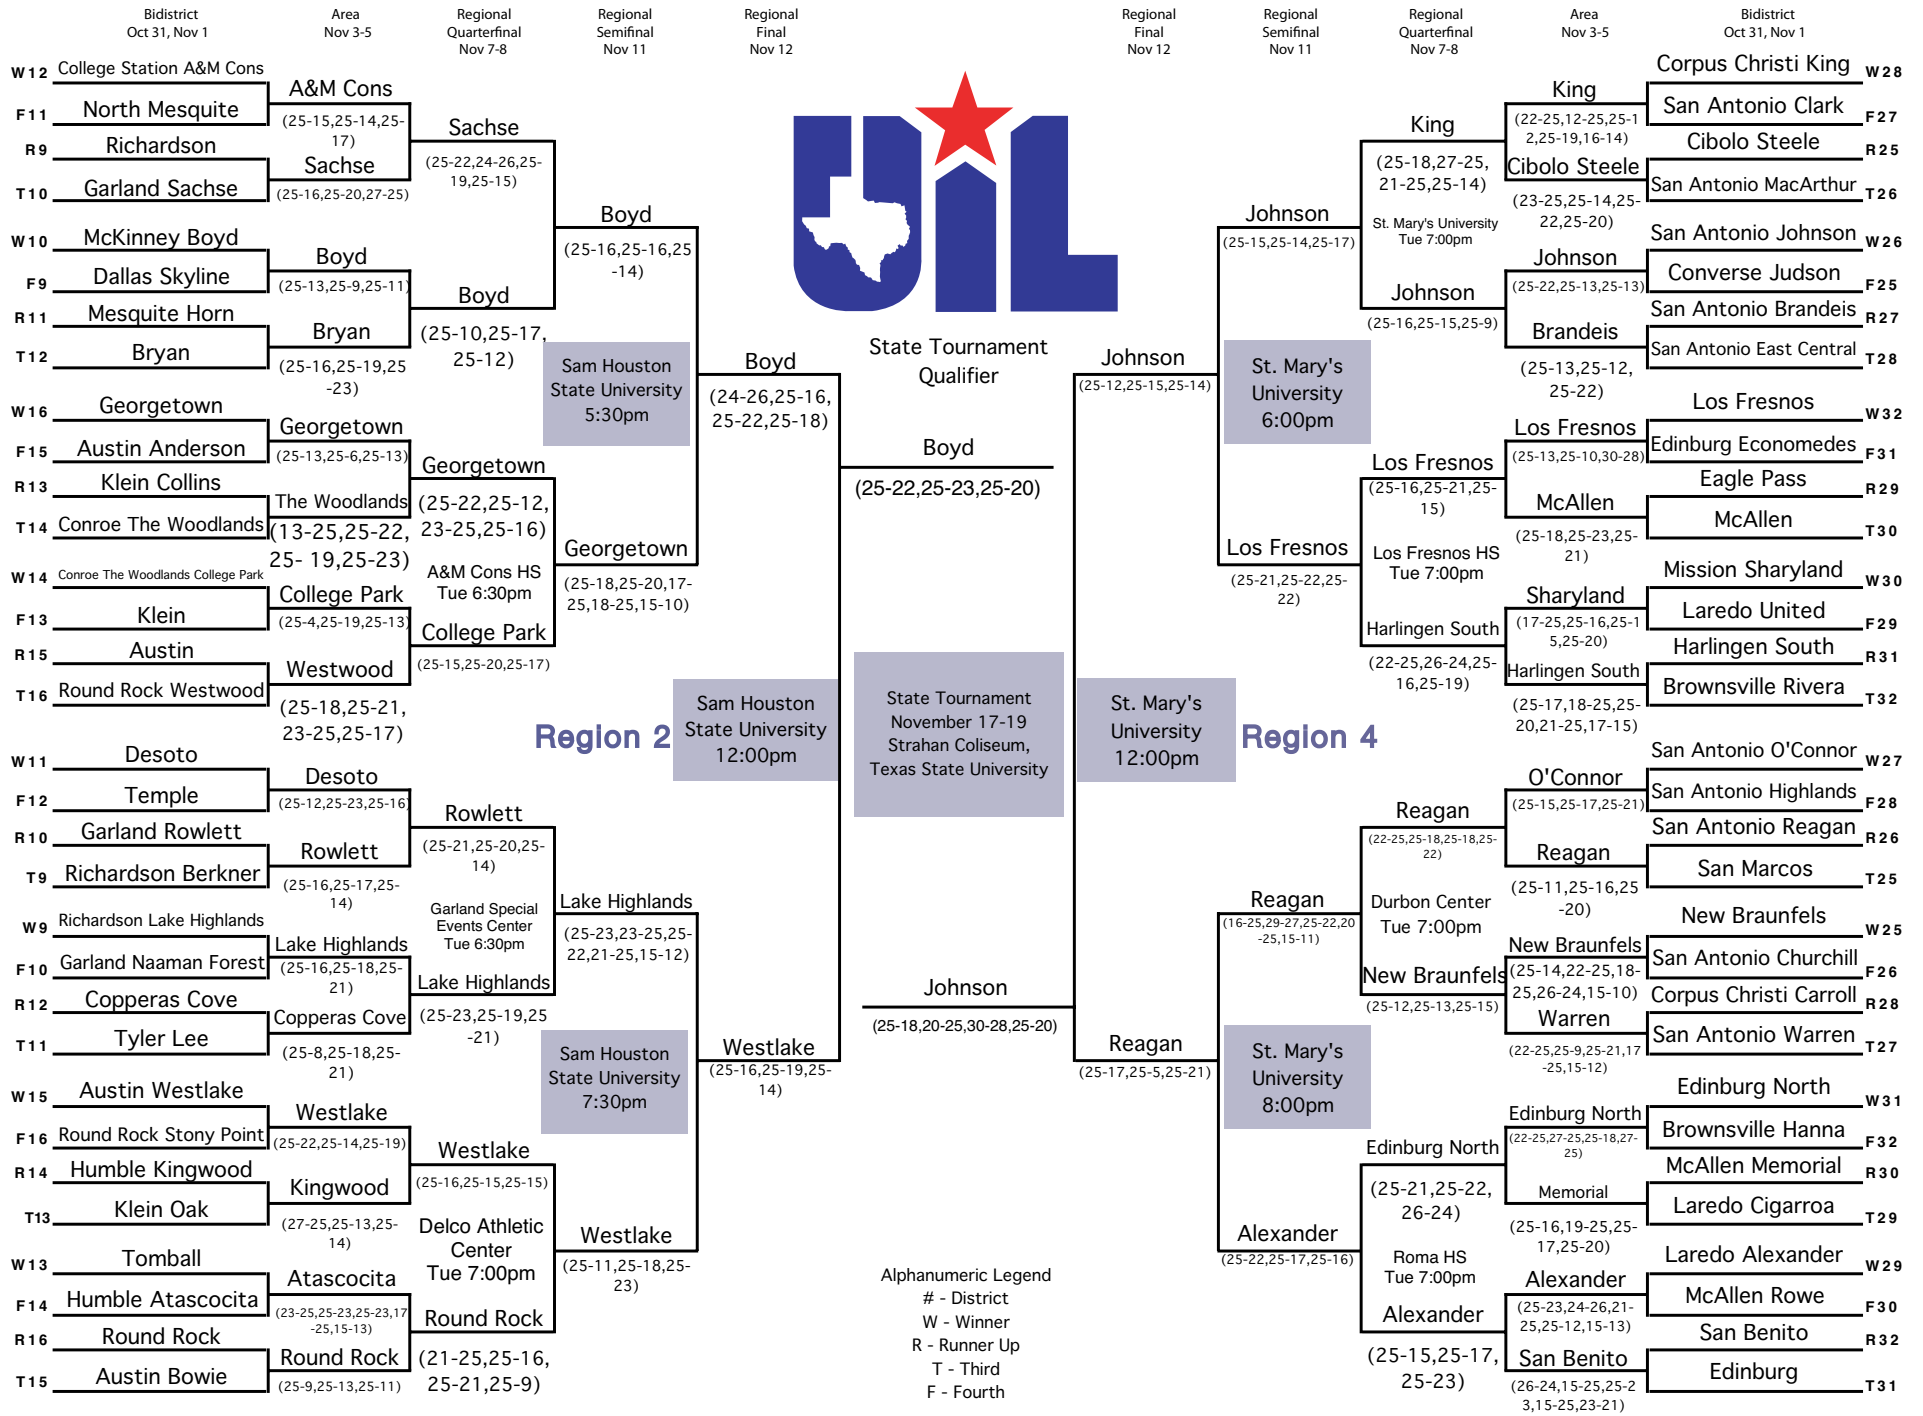 Bidistrict
Oct 31, Nov 1
Area
Nov 3-5
Regional
Quarterfinal
Nov 7-8
Regional
Semifinal
Nov 11
Regional
Final
Nov 12
Regional
Final
Nov 12
Regional
Semifinal
Nov 11
Regional
Quarterfinal
Nov 7-8
Area
Nov 3-5
Bidistrict
Oct 31, Nov 1
W12 College Station A&M Cons
F11 North Mesquite
R9 Richardson
T10 Garland Sachse
W10 McKinney Boyd
F9 Dallas Skyline
R11 Mesquite Horn
T12 Bryan
W16 Georgetown
F15 Austin Anderson
R13 Klein Collins
T14 Conroe The Woodlands
W14 Conroe The Woodlands College Park
F13 Klein
R15 Austin
T16 Round Rock Westwood
W11 Desoto
F12 Temple
R10 Garland Rowlett
T9 Richardson Berkner
W9 Richardson Lake Highlands
F10 Garland Naaman Forest
R12 Copperas Cove
T11 Tyler Lee
W15 Austin Westlake
F16 Round Rock Stony Point
R14 Humble Kingwood
T13 Klein Oak
W13 Tomball
F14 Humble Atascocita
R16 Round Rock
T15 Austin Bowie
A&M Cons
(25-15,25-14,25-
17)
Sachse
(25-16,25-20,27-25)
Boyd
(25-13,25-9,25-11)
Bryan
(25-16,25-19,25
-23)
Georgetown
(25-13,25-6,25-13)
The Woodlands
(13-25,25-22,
25- 19,25-23)
College Park
(25-4,25-19,25-13)
Westwood
(25-18,25-21,
23-25,25-17)
Desoto
(25-12,25-23,25-16)
Rowlett
(25-16,25-17,25-
14)
Lake Highlands
(25-16,25-18,25-
21)
Copperas Cove
(25-8,25-18,25-
21)
Westlake
(25-22,25-14,25-19)
Kingwood
(27-25,25-13,25-
14)
Atascocita
(23-25,25-23,25-23,17
-25,15-13)
Round Rock
(25-9,25-13,25-11)
Sachse
(25-22,24-26,25-
19,25-15)
Boyd
(25-10,25-17,
25-12)
Georgetown
(25-22,25-12,
23-25,25-16)
A&M Cons HS
Tue 6:30pm
College Park
(25-15,25-20,25-17)
Rowlett
(25-21,25-20,25-
14)
Garland Special
Events Center
Tue 6:30pm
Lake Highlands
(25-23,25-19,25
-21)
Westlake
(25-16,25-15,25-15)
Delco Athletic
Center
Tue 7:00pm
Round Rock
(21-25,25-16,
25-21,25-9)
Boyd
(25-16,25-16,25
-14)
Sam Houston
State University
5:30pm
Georgetown
(25-18,25-20,17-
25,18-25,15-10)
Region 2
Lake Highlands
(25-23,23-25,25-
22,21-25,15-12)
Sam Houston
State University
7:30pm
Westlake
(25-11,25-18,25-
23)
Boyd
(24-26,25-16,
25-22,25-18)
Sam Houston
State University
12:00pm
Westlake
(25-16,25-19,25-
14)
UIL
State Tournament
Qualifier
Boyd
(25-22,25-23,25-20)
State Tournament
November 17-19
Strahan Coliseum,
Texas State University
Johnson
(25-18,20-25,30-28,25-20)
Alphanumeric Legend
# - District
W - Winner
R - Runner Up
T - Third
F - Fourth
Johnson
(25-12,25-15,25-14)
St. Mary's
University
12:00pm
Reagan
(25-17,25-5,25-21)
Johnson
(25-15,25-14,25-17)
St. Mary's
University
6:00pm
Los Fresnos
(25-21,25-22,25-
22)
Region 4
Reagan
(16-25,29-27,25-22,20
-25,15-11)
St. Mary's
University
8:00pm
Alexander
(25-22,25-17,25-16)
King
(25-18,27-25,
21-25,25-14)
St. Mary's University
Tue 7:00pm
Johnson
(25-16,25-15,25-9)
Los Fresnos
(25-16,25-21,25-
15)
Los Fresnos HS
Tue 7:00pm
Harlingen South
(22-25,26-24,25-
16,25-19)
Reagan
(22-25,25-18,25-18,25-
22)
Durbon Center
Tue 7:00pm
New Braunfels
(25-12,25-13,25-15)
Edinburg North
(25-21,25-22,
26-24)
Roma HS
Tue 7:00pm
Alexander
(25-15,25-17,
25-23)
King
(22-25,12-25,25-1
2,25-19,16-14)
Cibolo Steele
(23-25,25-14,25-
22,25-20)
Johnson
(25-22,25-13,25-13)
Brandeis
(25-13,25-12,
25-22)
Los Fresnos
(25-13,25-10,30-28)
McAllen
(25-18,25-23,25-
21)
Sharyland
(17-25,25-16,25-1
5,25-20)
Harlingen South
(25-17,18-25,25-
20,21-25,17-15)
O'Connor
(25-15,25-17,25-21)
Reagan
(25-11,25-16,25
-20)
New Braunfels
(25-14,22-25,18-
25,26-24,15-10)
Warren
(22-25,25-9,25-21,17
-25,15-12)
Edinburg North
(22-25,27-25,25-18,27-
25)
Memorial
(25-16,19-25,25-
17,25-20)
Alexander
(25-23,24-26,21-
25,25-12,15-13)
San Benito
(26-24,15-25,25-2
3,15-25,23-21)
Corpus Christi King W28
San Antonio Clark F27
Cibolo Steele R25
San Antonio MacArthur T26
San Antonio Johnson W26
Converse Judson F25
San Antonio Brandeis R27
San Antonio East Central T28
Los Fresnos W32
Edinburg Economedes F31
Eagle Pass R29
McAllen T30
Mission Sharyland W30
Laredo United F29
Harlingen South R31
Brownsville Rivera T32
San Antonio O'Connor W27
San Antonio Highlands F28
San Antonio Reagan R26
San Marcos T25
New Braunfels W25
San Antonio Churchill F26
Corpus Christi Carroll R28
San Antonio Warren T27
Edinburg North W31
Brownsville Hanna F32
McAllen Memorial R30
Laredo Cigarroa T29
Laredo Alexander W29
McAllen Rowe F30
San Benito R32
Edinburg T31